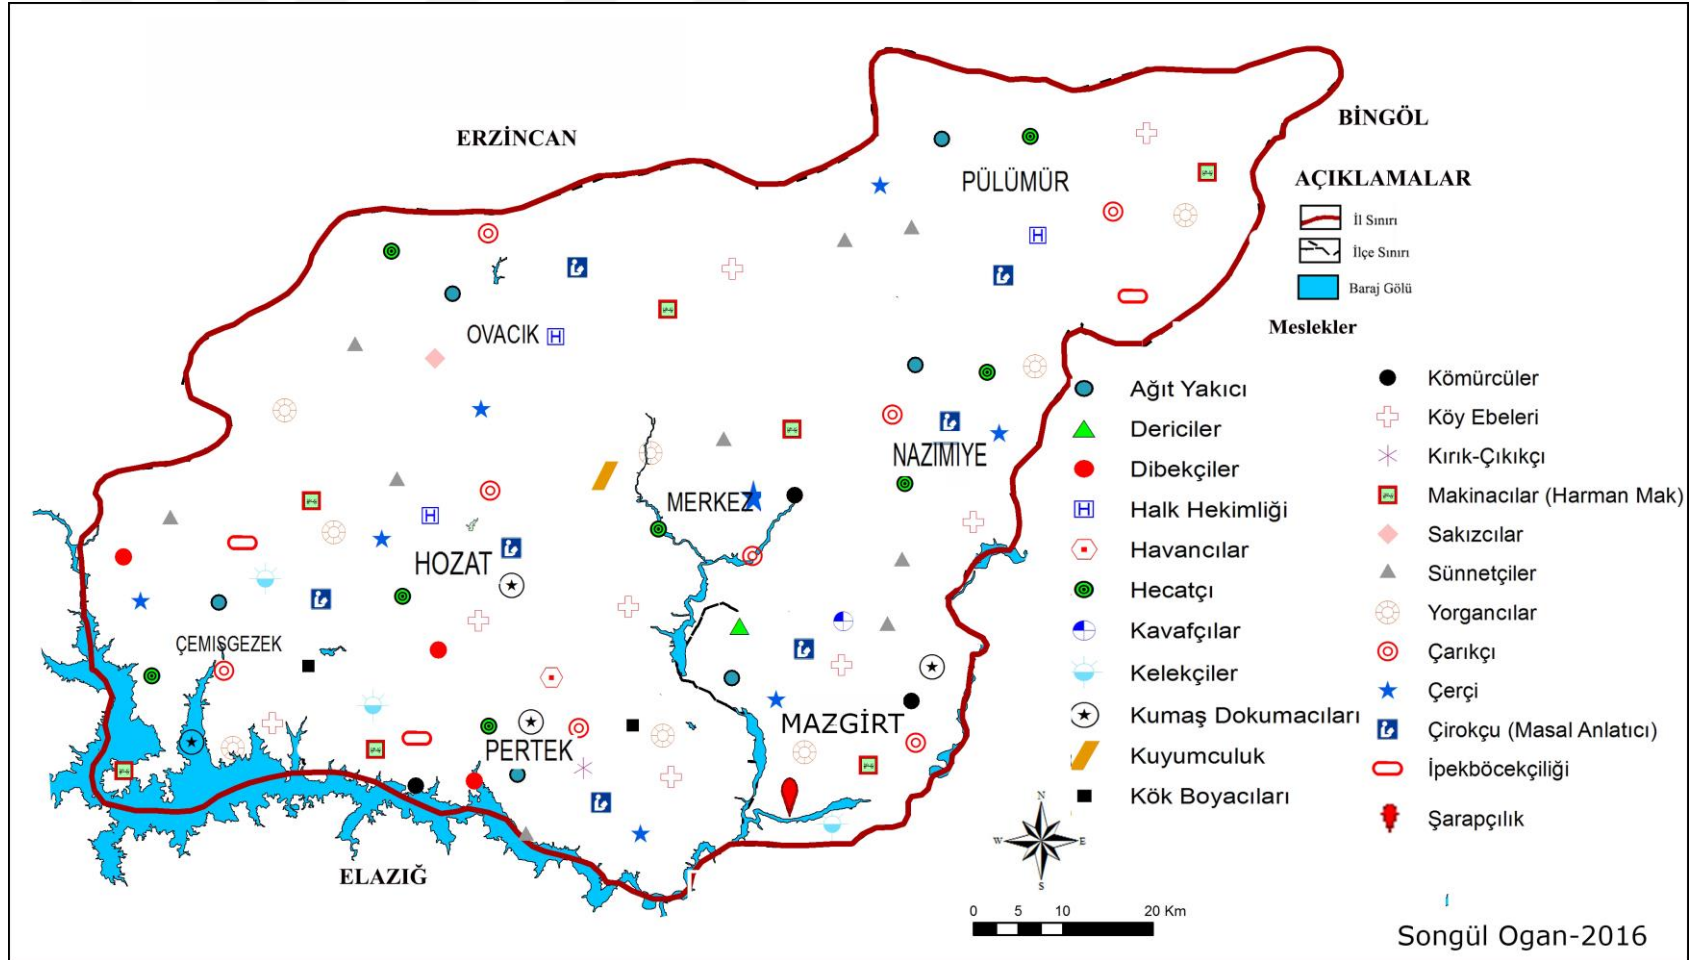 ERZİNCAN
BİNGÖL
PÜLÜMÜR
AÇIKLAMALAR
İl Sınırı
İlçe Sınırı
Baraj Gölü
Meslekler
OVACIK
NAZIMIYE
MERKEZ
HOZAT
ÇEMISGEZEK
PERTEK
MAZGİRT
ELAZIĞ
Ağıt Yakıcı
Dericiler
Dibekçiler
Halk Hekimliği
Havancılar
Hecatçı
Kavafçılar
Kelekçiler
Kumaş Dokumacıları
Kuyumculuk
Kök Boyacıları
Kömürcüler
Köy Ebeleri
Kırık-Çıkıkçı
Makinacılar (Harman Mak)
Sakızcılar
Sünnetçiler
Yorgancılar
Çarıkçı
Çerçi
Çirokçu (Masal Anlatıcı)
İpekböcekçiliği
Şarapçılık
N
W E
S
0 5 10 20 Km
Songül Ogan-2016